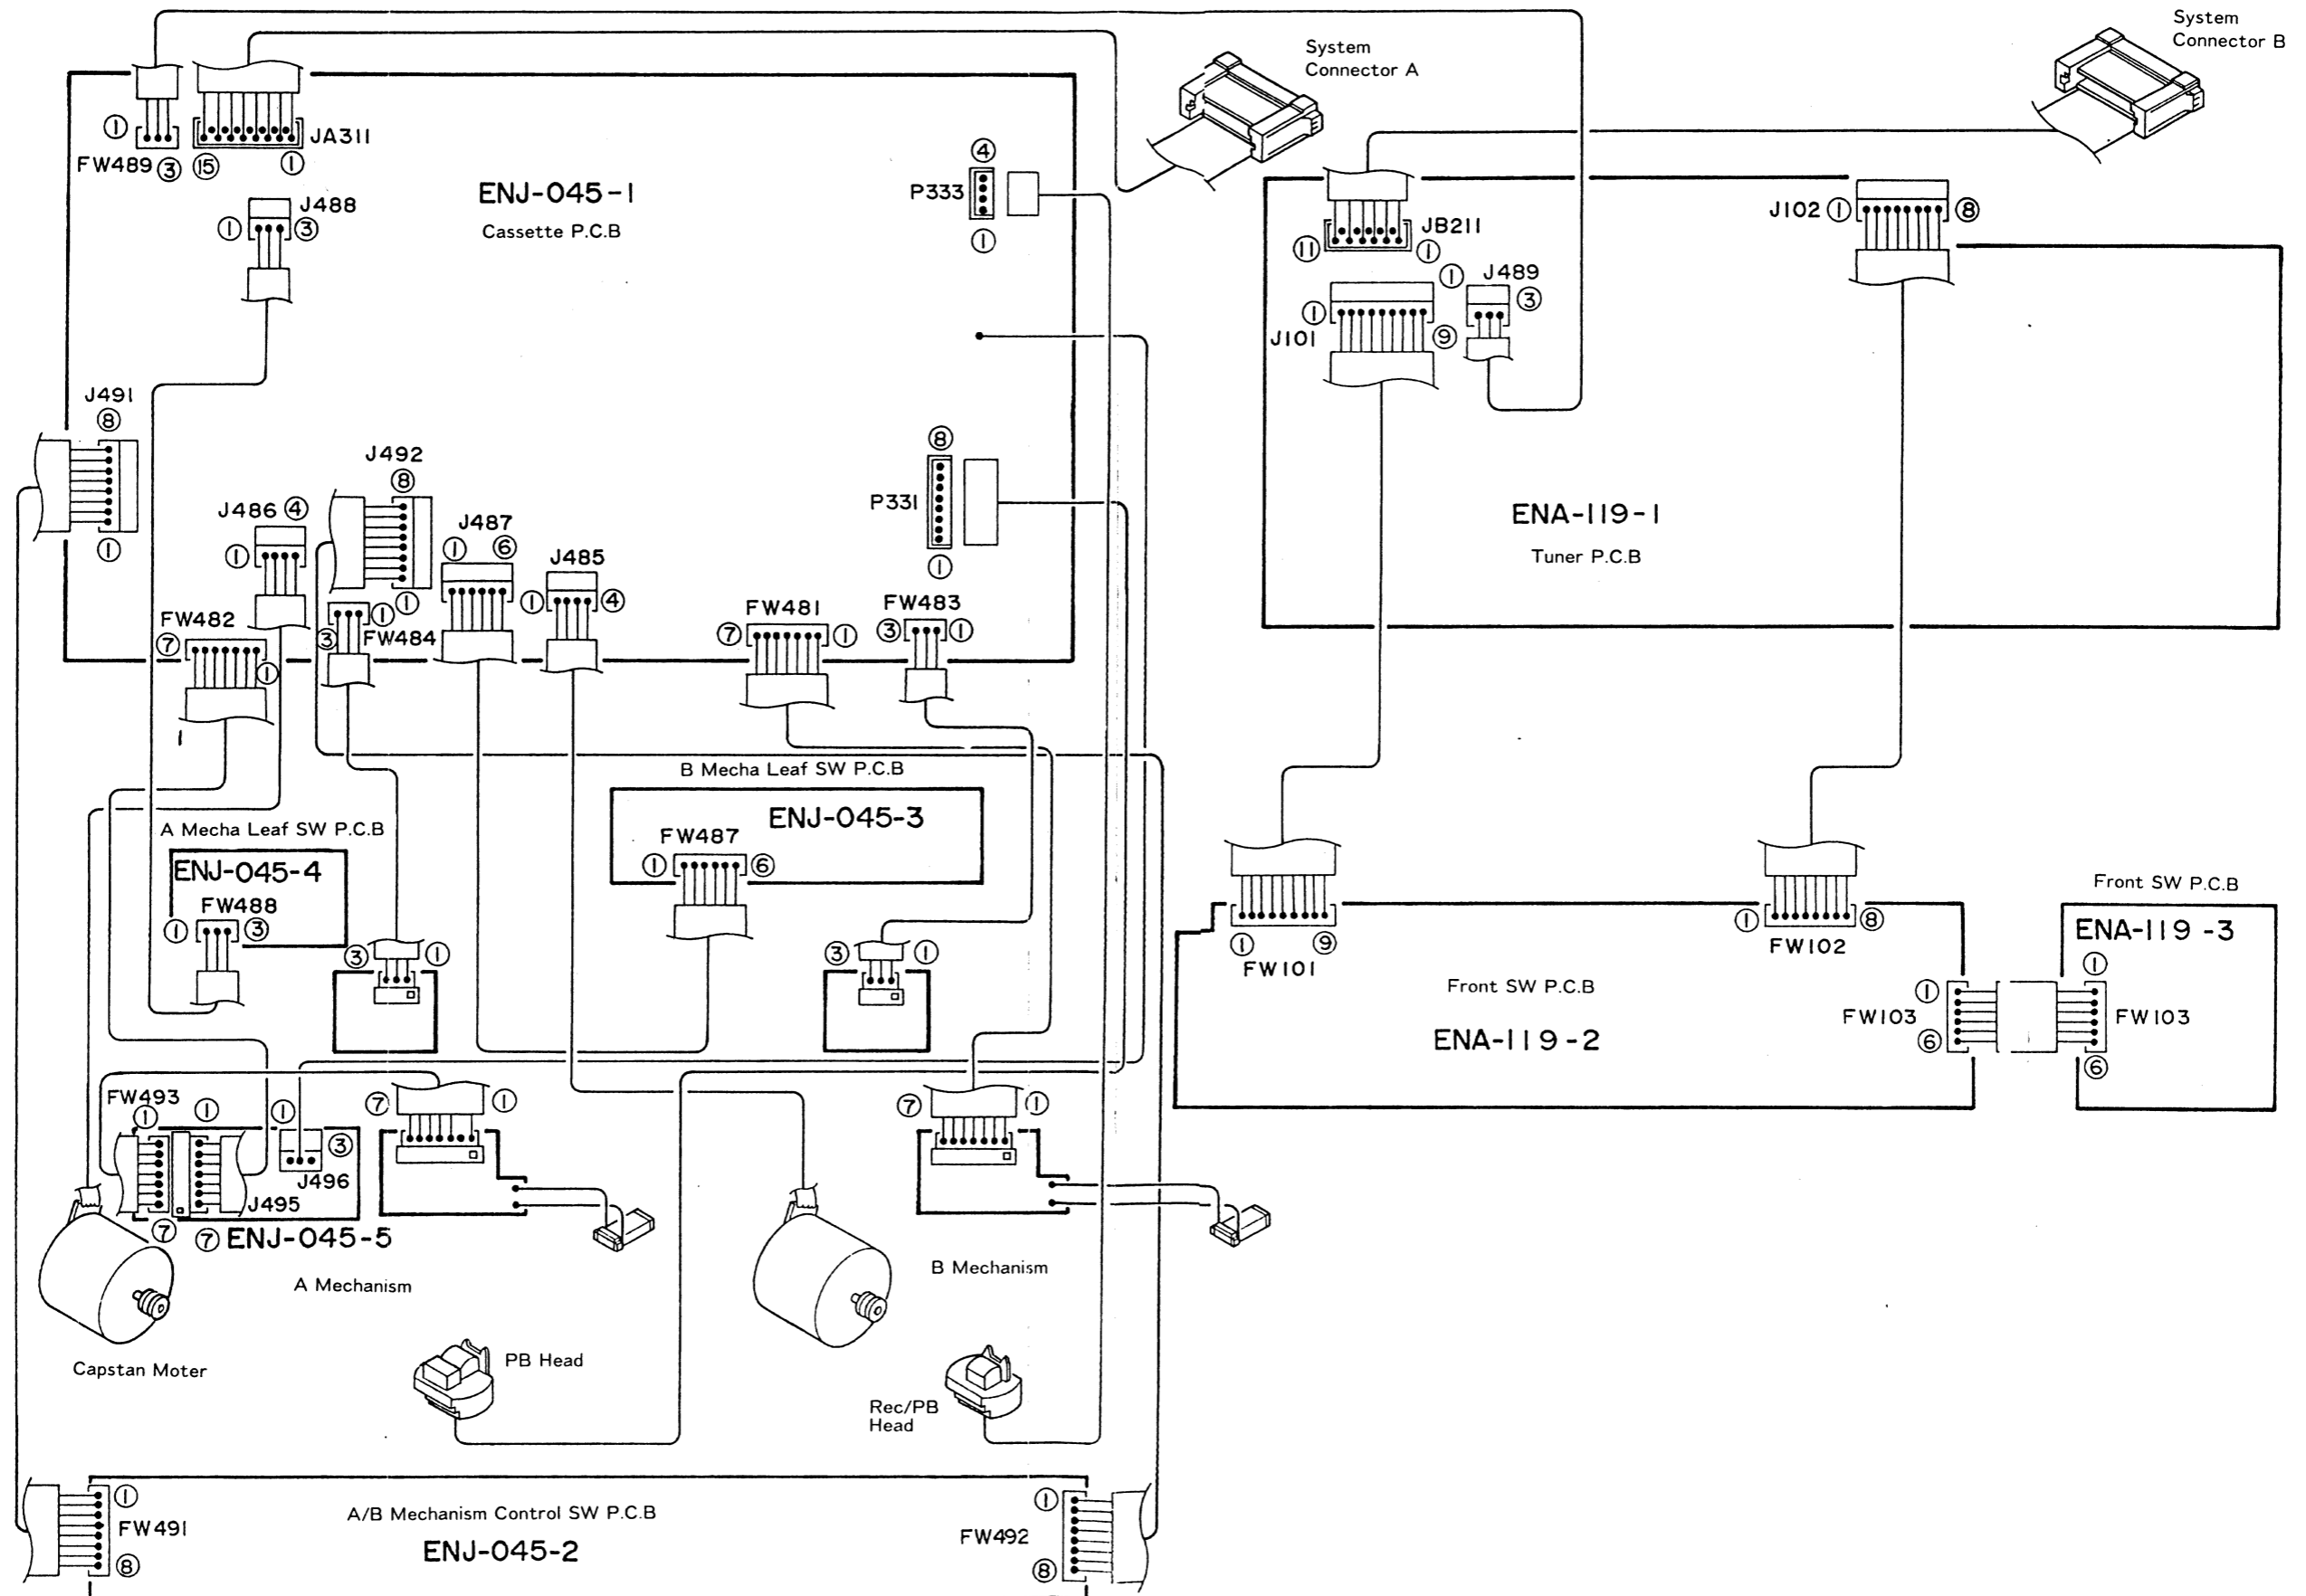 System
Connector A
System
Connector B
① FW489 ③
⑮ ① JA311
① J488 ③
ENJ-045-1
Cassette P.C.B
P333
④
①
J102 ① ⑧
⑪ JB211 ①
① J489 ③
① J101 ⑨
J491
⑧
①
J492
⑧
①
J486 ④
①
J487
① ⑥
J485
① ④
P331
⑧
①
ENA-119-1
Tuner P.C.B
FW482
⑦ ①
③ FW484 ①
FW481
⑦ ①
FW483
③ ①
B Mecha Leaf SW P.C.B
ENJ-045-3
FW487
① ⑥
A Mecha Leaf SW P.C.B
ENJ-045-4
FW488
① ③
③ ①
③ ①
① ⑨
FW101
① ⑧
FW102
Front SW P.C.B
ENA-119-3
①
FW103
⑥
Front SW P.C.B
ENA-119-2
①
FW103
⑥
FW493
① ⑦
① ⑦
J495
① ③
J496
ENJ-045-5
⑦ ①
⑦ ①
A Mechanism
B Mechanism
Capstan Moter
PB Head
Rec/PB
Head
①
FW491
⑧
A/B Mechanism Control SW P.C.B
ENJ-045-2
①
FW492
⑧